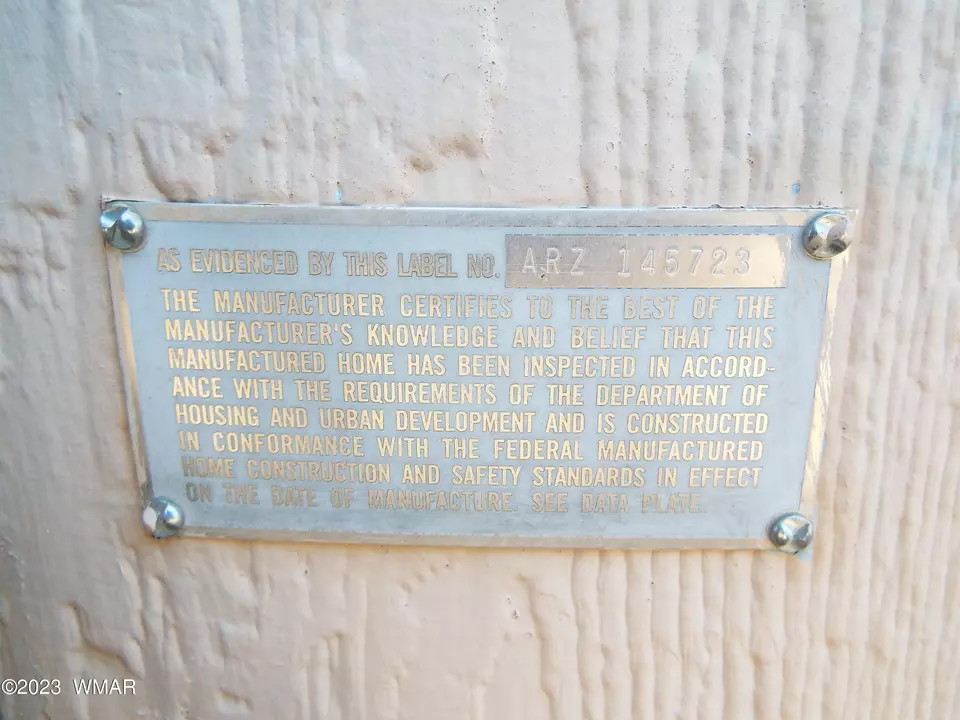 AS EVIDENCED BY THIS LABEL NO. ARZ 145723
THE MANUFACTURER CERTIFIES TO THE BEST OF THE
MANUFACTURER'S KNOWLEDGE AND BELIEF THAT THIS
MANUFACTURED HOME HAS BEEN INSPECTED IN ACCORD-
ANCE WITH THE REQUIREMENTS OF THE DEPARTMENT OF
HOUSING AND URBAN DEVELOPMENT AND IS CONSTRUCTED
IN CONFORMANCE WITH THE FEDERAL MANUFACTURED
HOME CONSTRUCTION AND SAFETY STANDARDS IN EFFECT
ON THE DATE OF MANUFACTURE. SEE DATA PLATE.
©2023 WMAR